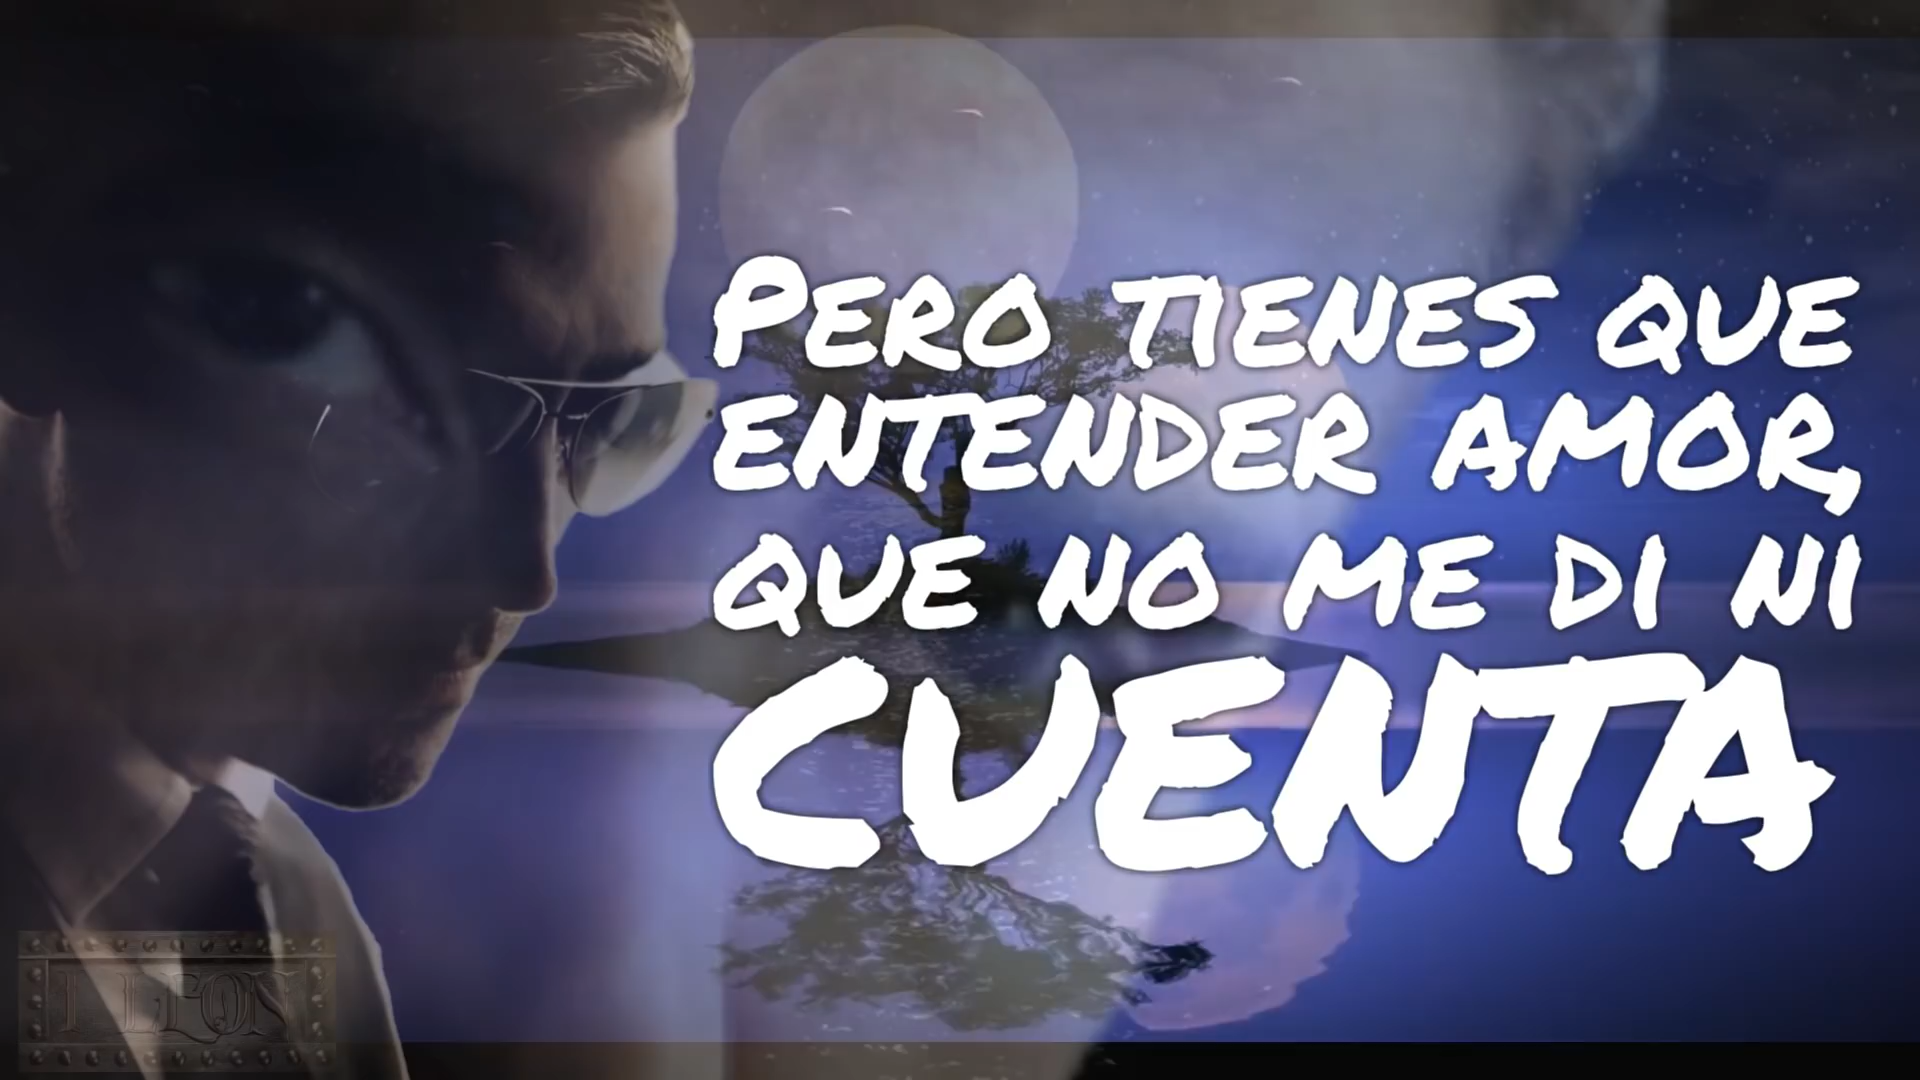 PERO TIENES QUE
ENTENDER AMOR,
QUE NO ME DI NI
CUENTA